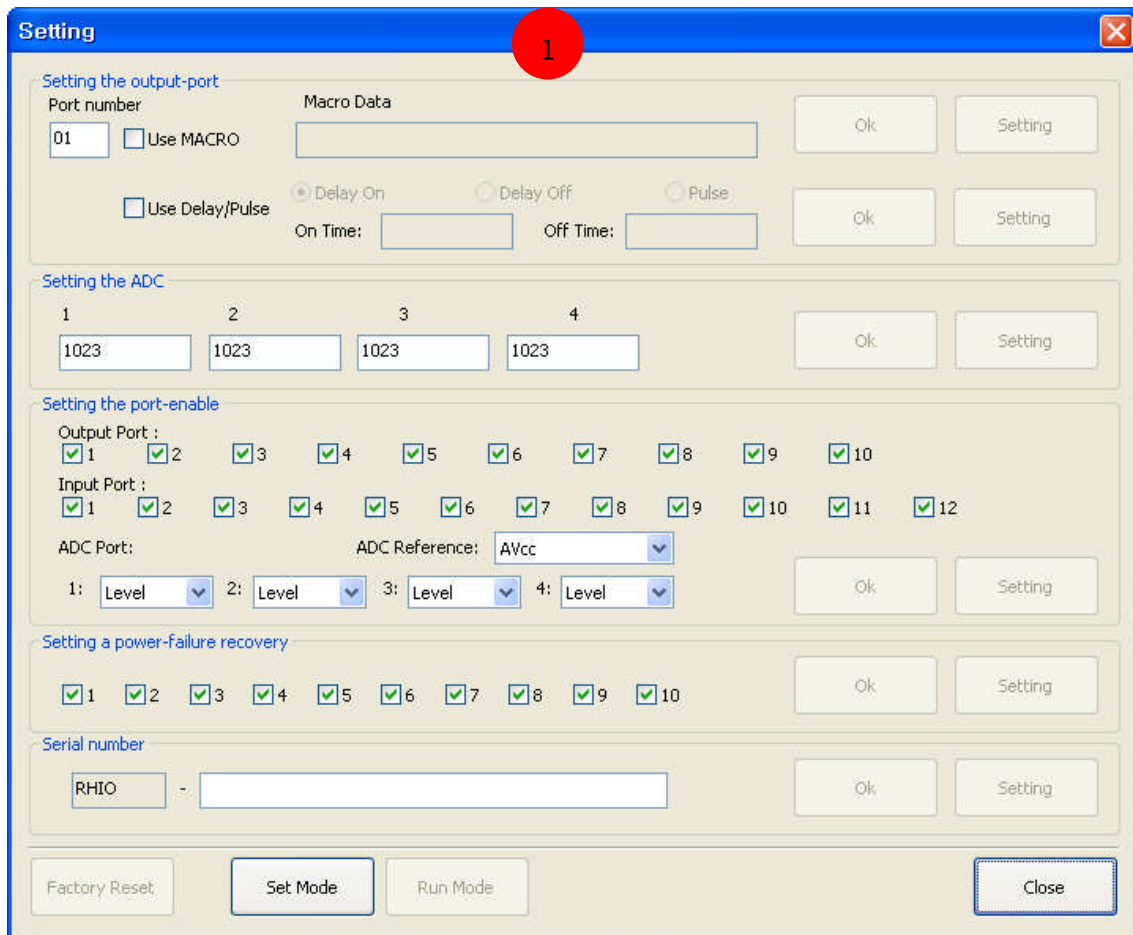 Setting
1
Setting the output-port
Port number
Macro Data
01
Use MACRO
Ok
Setting
Delay On
Delay Off
Pulse
Use Delay/Pulse
On Time:
Off Time:
Ok
Setting
Setting the ADC
1 2 3 4
1023 1023 1023 1023
Ok
Setting
Setting the port-enable
Output Port :
1 2 3 4 5 6 7 8 9 10
Input Port :
1 2 3 4 5 6 7 8 9 10 11 12
ADC Port:
ADC Reference: AVcc
1: Level 2: Level 3: Level 4: Level
Ok
Setting
Setting a power-failure recovery
1 2 3 4 5 6 7 8 9 10
Ok
Setting
Serial number
RHIO -
Ok
Setting
Factory Reset
Set Mode
Run Mode
Close